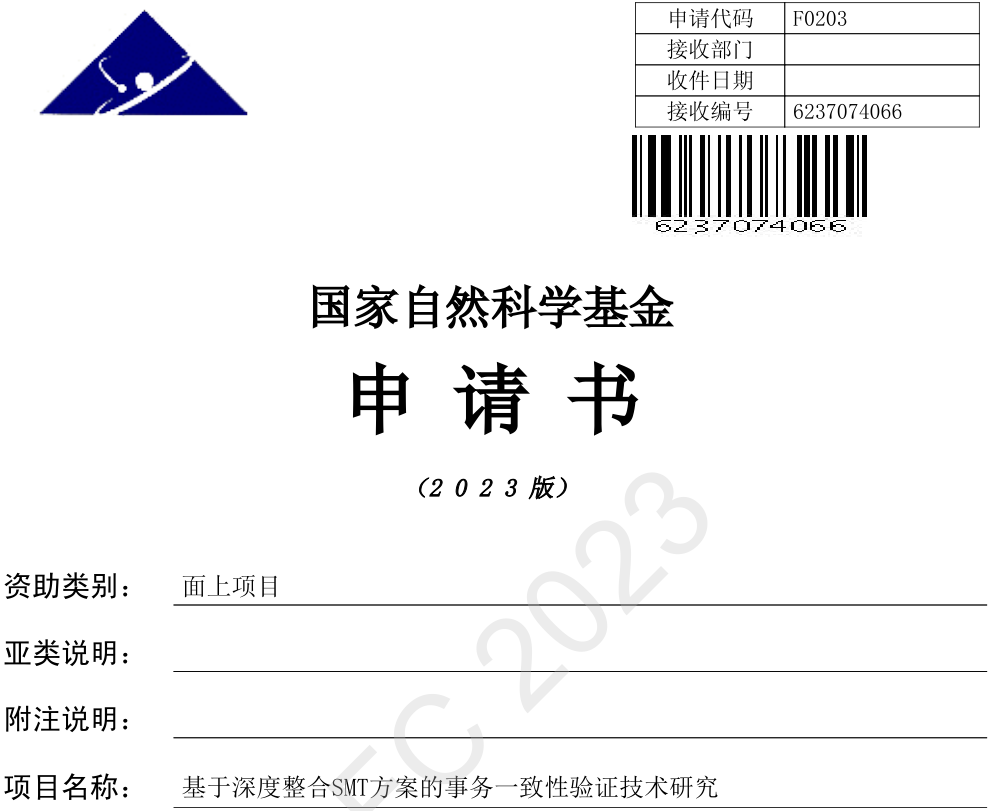 申请代码 F0203
接收部门
收件日期
接收编号 6237074066
6237074066
国家自然科学基金
申 请 书
（2 0 2 3 版）
资助类别： 面上项目
亚类说明：
附注说明：
项目名称： 基于深度整合SMT方案的事务一致性验证技术研究
FC 2023